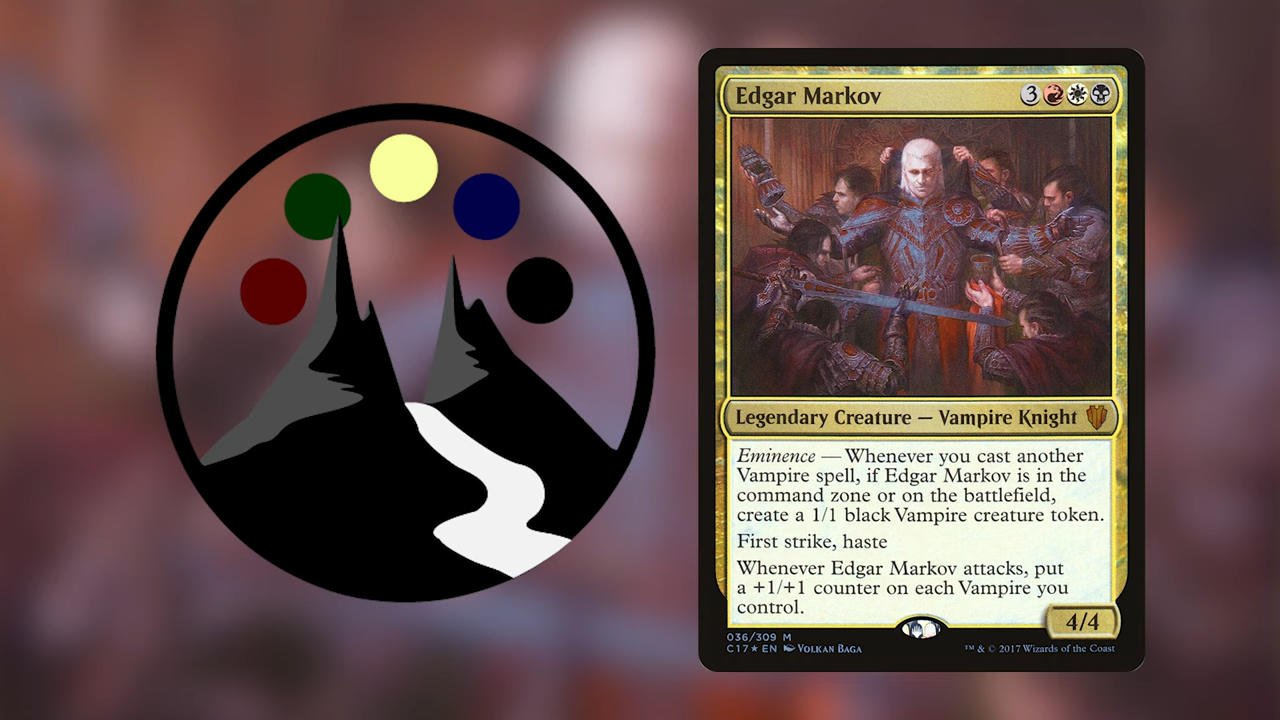 Edgar Markov 3
Legendary Creature — Vampire Knight
Eminence — Whenever you cast another
Vampire spell, if Edgar Markov is in the
command zone or on the battlefield,
create a 1/1 black Vampire creature token.
First strike, haste
Whenever Edgar Markov attacks, put
a +1/+1 counter on each Vampire you
control.
4/4
036/309 M
C17★EN VOLKAN BAGA ™ & © 2017 Wizards of the Coast